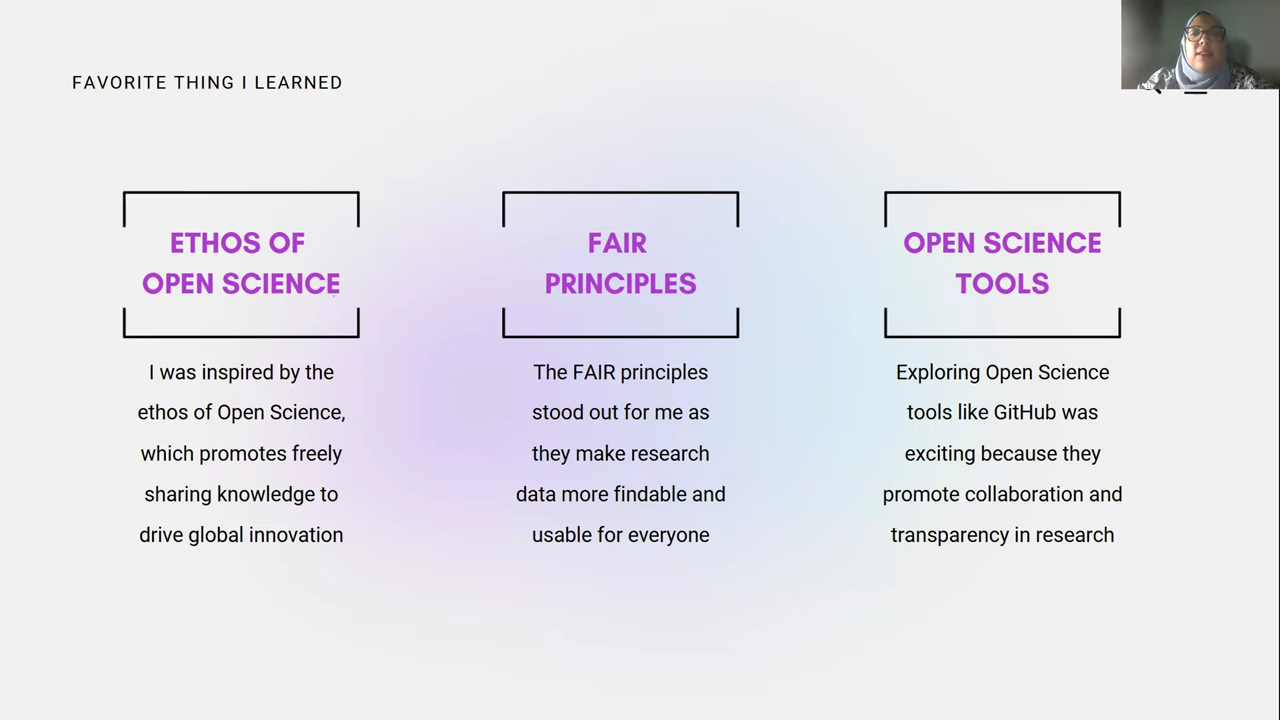 FAVORITE THING I LEARNED
ETHOS OF
OPEN SCIENCE
I was inspired by the
ethos of Open Science,
which promotes freely
sharing knowledge to
drive global innovation
FAIR
PRINCIPLES
The FAIR principles
stood out for me as
they make research
data more findable and
usable for everyone
OPEN SCIENCE
TOOLS
Exploring Open Science
tools like GitHub was
exciting because they
promote collaboration and
transparency in research